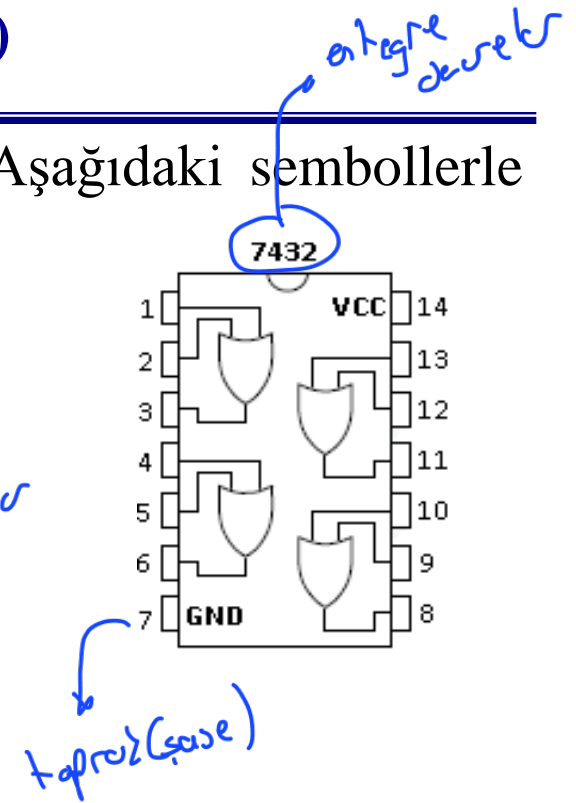 )
entegre
devreler
Aşağıdaki sembollerle
7432
1 VCC 14
2 13
3 12
4 11
5 10
6 9
7 GND 8
toprak (şase)